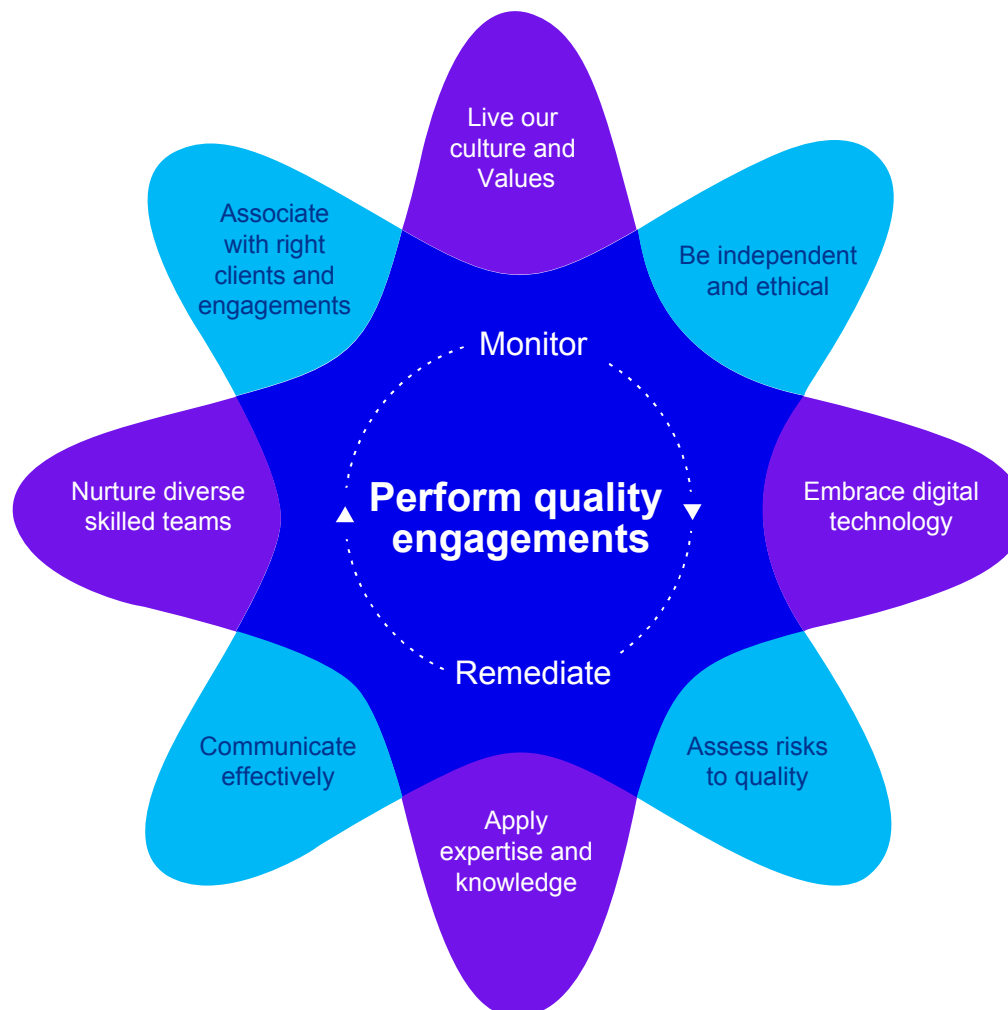 Live our
culture and
Values
Associate
with right
clients and
engagements
Be independent
and ethical
Monitor
Nurture diverse
skilled teams
Perform quality
engagements
Embrace digital
technology
Remediate
Communicate
effectively
Assess risks
to quality
Apply
expertise and
knowledge